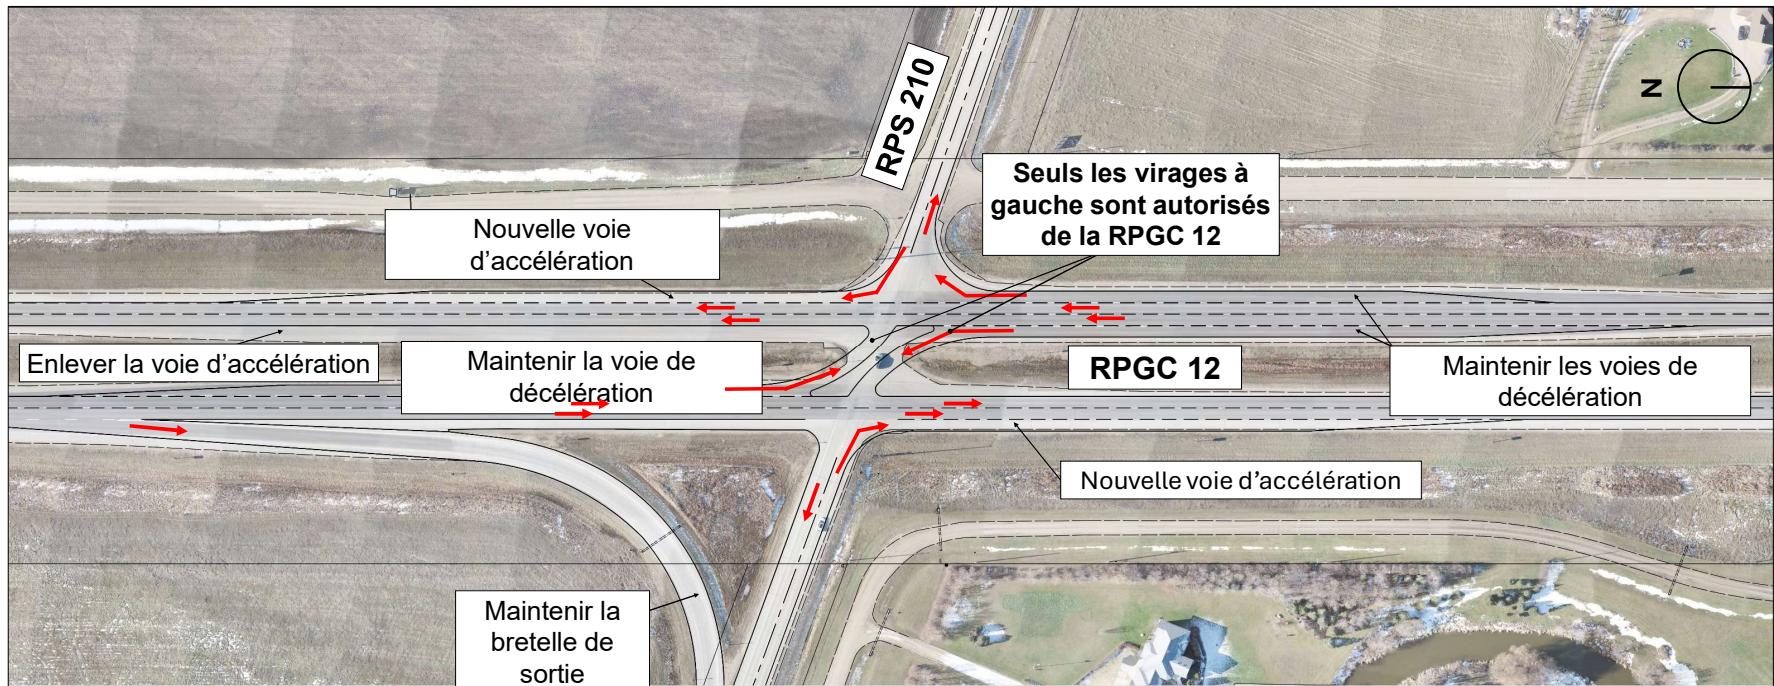 RPS 210
N
Seuls les virages à
gauche sont autorisés
de la RPGC 12
Nouvelle voie
d'accélération
Enlever la voie d'accélération
Maintenir la voie de
décélération
RPGC 12
Maintenir les voies de
décélération
Nouvelle voie d'accélération
Maintenir la
bretelle de
sortie